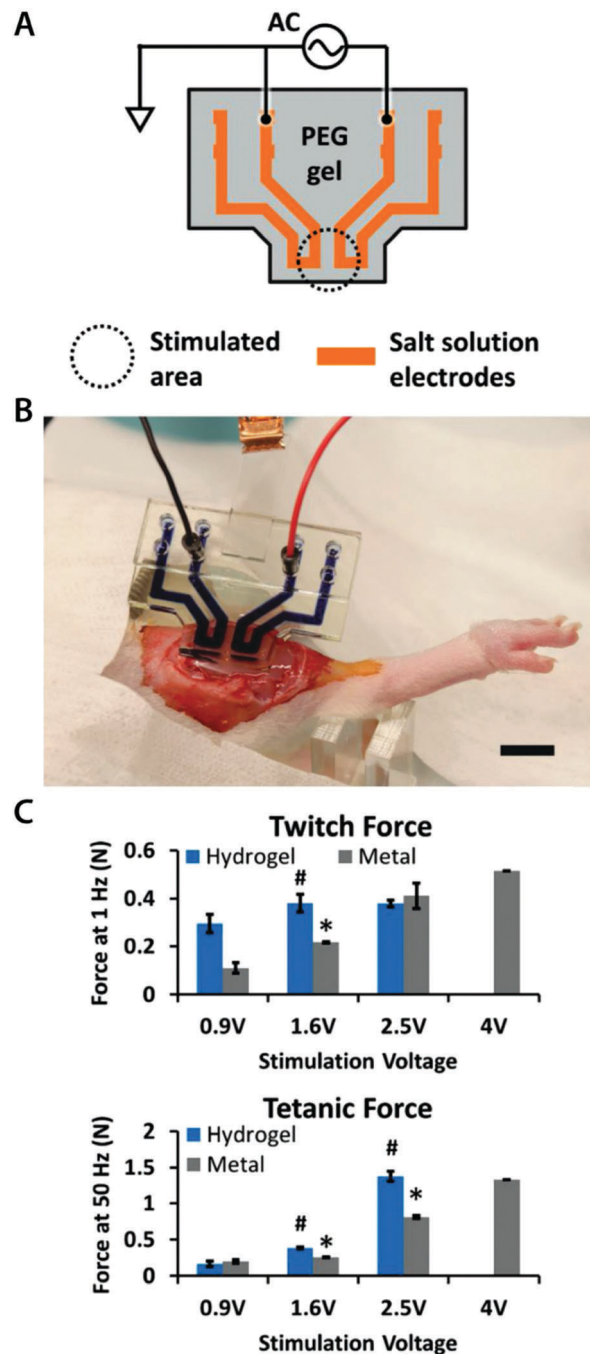 A
AC
PEG
gel
Stimulated
area
Salt solution
electrodes
B
C
Twitch Force
Hydrogel
Metal
Force at 1 Hz (N)
0.6
0.4
0.2
0
#
*
0.9V
1.6V
2.5V
4V
Stimulation Voltage
Tetanic Force
Hydrogel
Metal
Force at 50 Hz (N)
2
1.5
1
0.5
0
#
*
#
*
0.9V
1.6V
2.5V
4V
Stimulation Voltage